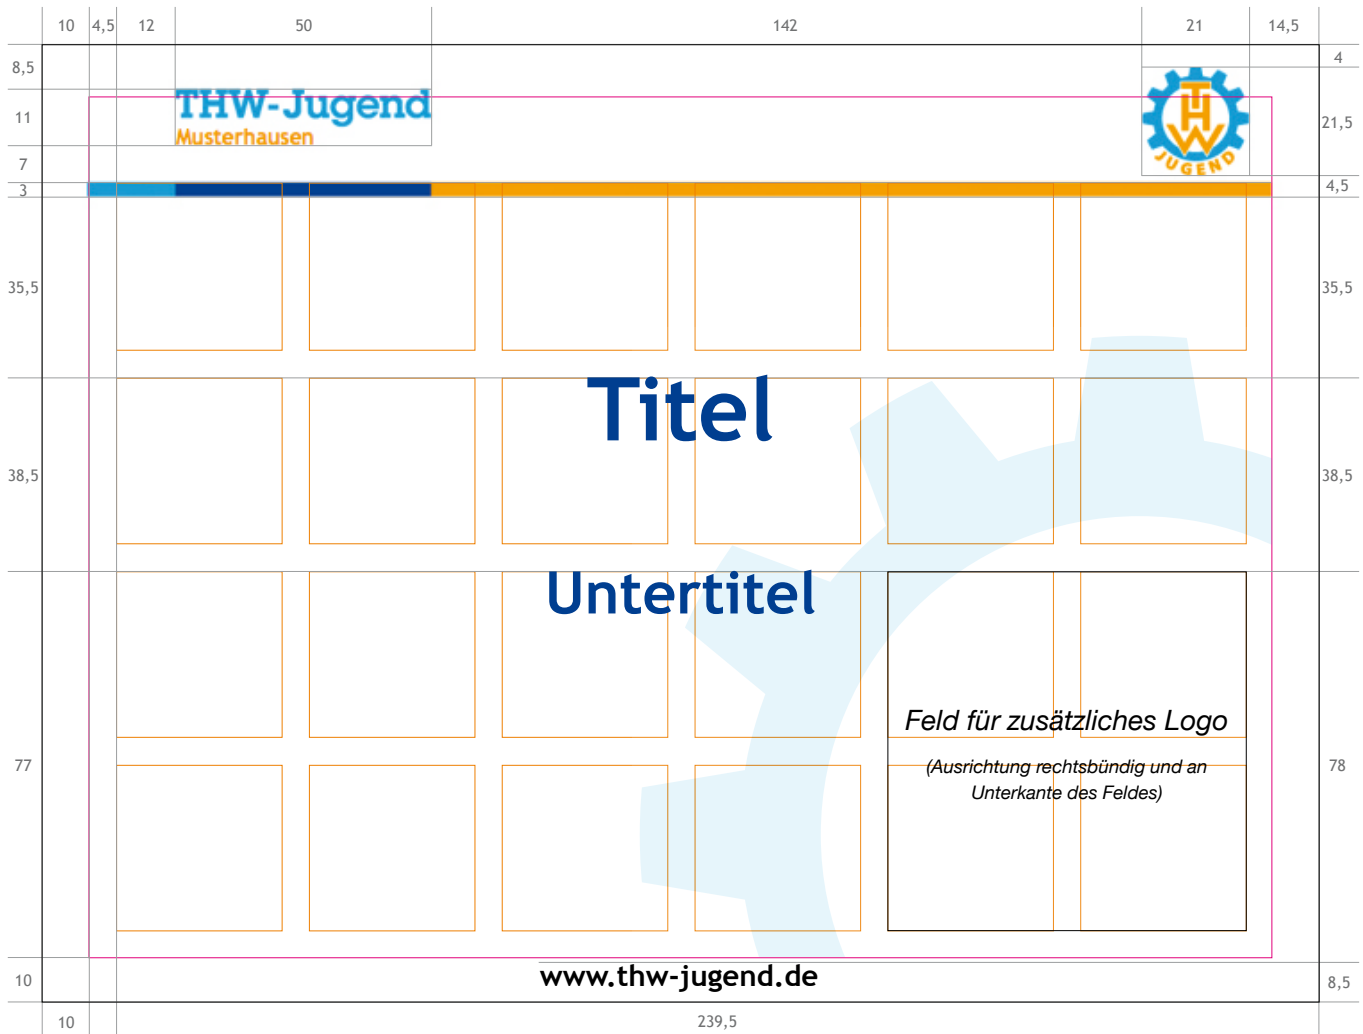 10 4,5 12 50 142 21 14,5
8,5 4
THW-Jugend
11 21,5
Musterhausen
THW
JUGEND
7
3 4,5
35,5 35,5
Titel
38,5 38,5
Untertitel
Feld für zusätzliches Logo
77 (Ausrichtung rechtsbündig und an 78
Unterkante des Feldes)
www.thw-jugend.de
10 8,5
10 239,5